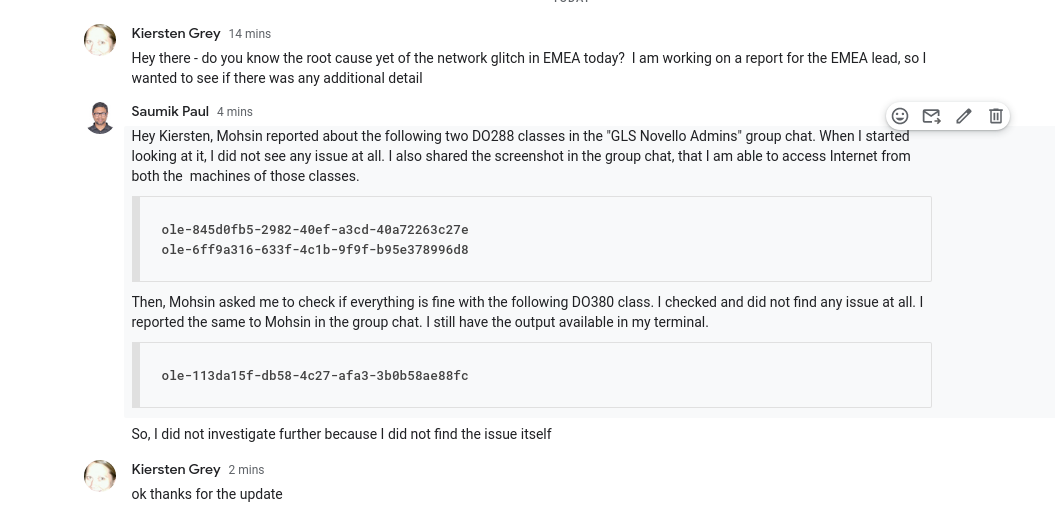 TODAY
Kiersten Grey 14 mins
Hey there - do you know the root cause yet of the network glitch in EMEA today?  I am working on a report for the EMEA lead, so I
wanted to see if there was any additional detail
Saumik Paul 4 mins
Hey Kiersten, Mohsin reported about the following two DO288 classes in the "GLS Novello Admins" group chat. When I started
looking at it, I did not see any issue at all. I also shared the screenshot in the group chat, that I am able to access Internet from
both the  machines of those classes.
ole-845d0fb5-2982-40ef-a3cd-40a72263c27e
ole-6ff9a316-633f-4c1b-9f9f-b95e378996d8
Then, Mohsin asked me to check if everything is fine with the following DO380 class. I checked and did not find any issue at all. I
reported the same to Mohsin in the group chat. I still have the output available in my terminal.
ole-113da15f-db58-4c27-afa3-3b0b58ae88fc
So, I did not investigate further because I did not find the issue itself
Kiersten Grey 2 mins
ok thanks for the update